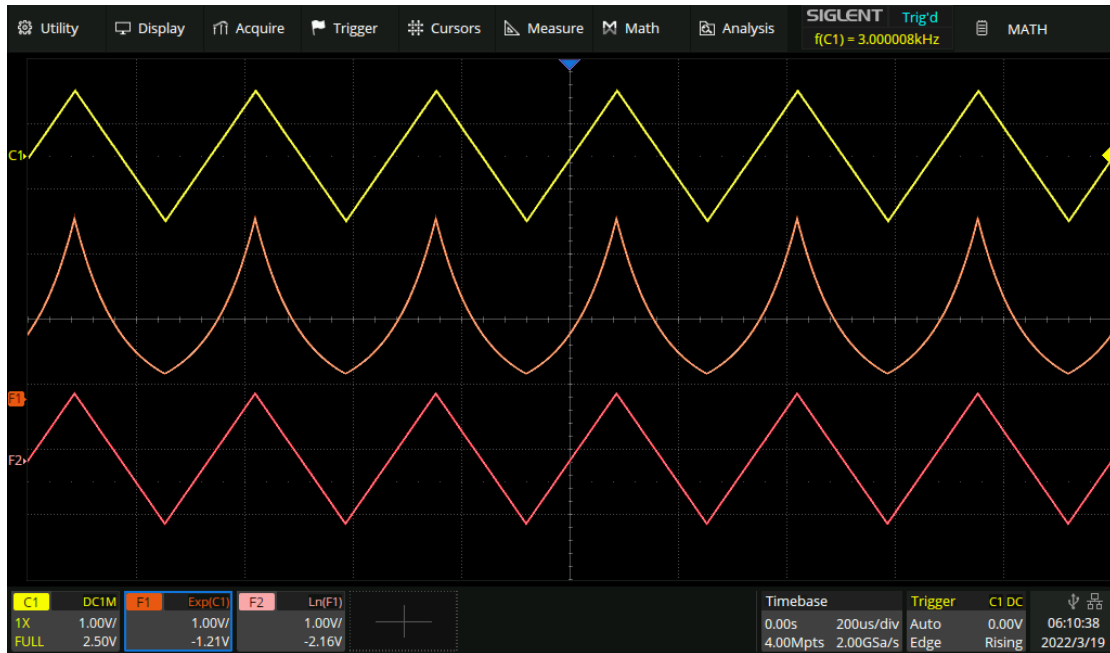 Utility Display Acquire Trigger Cursors Measure Math Analysis SIGLENT Trig'd MATH
f(C1) = 3.000008kHz
C1
F1
F2
C1 DC1M F1 Exp(C1) F2 Ln(F1) Timebase Trigger C1 DC
1X 1.00V/ 1.00V/ 1.00V/ 0.00s 200us/div Auto 0.00V 06:10:38
FULL 2.50V -1.21V -2.16V 4.00Mpts 2.00GSa/s Edge Rising 2022/3/19